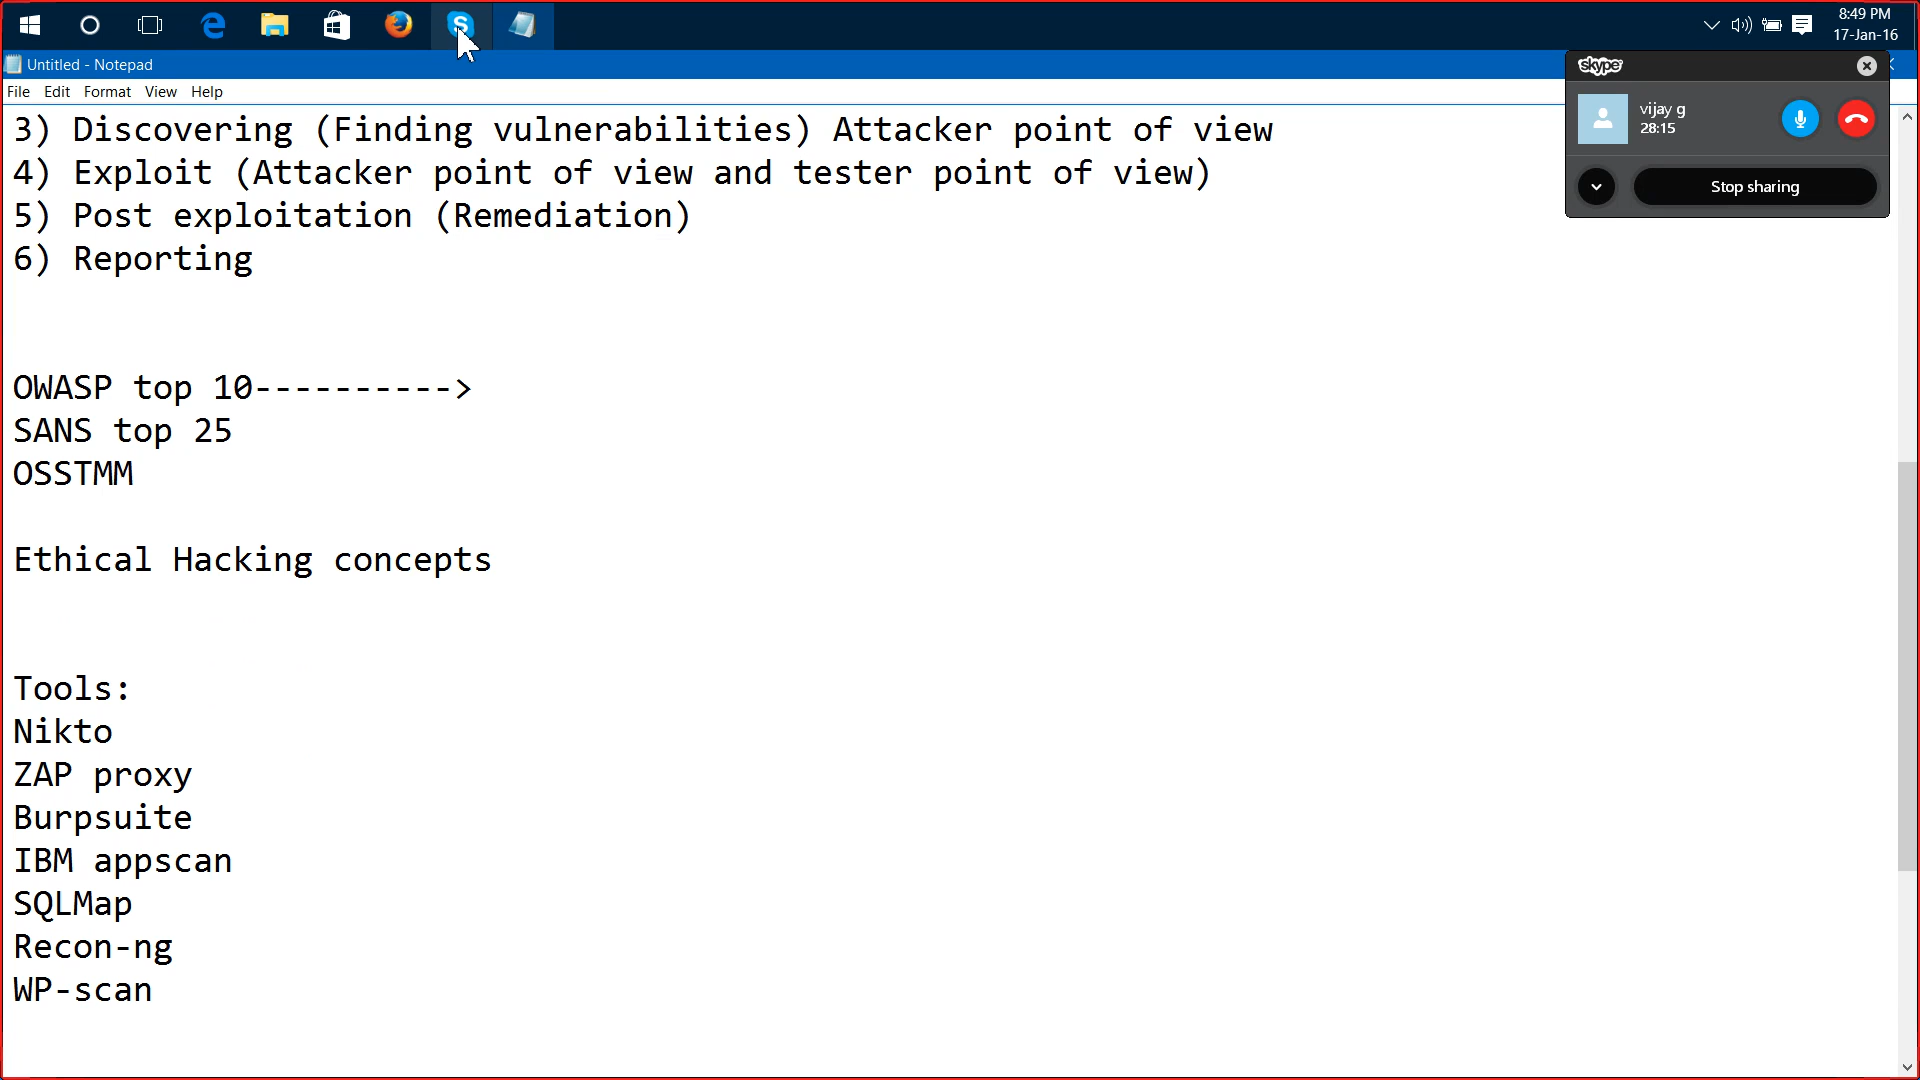 8:49 PM
17-Jan-16
Untitled - Notepad
File Edit Format View Help
skype
vijay g
28:15
Stop sharing
3) Discovering (Finding vulnerabilities) Attacker point of view
4) Exploit (Attacker point of view and tester point of view)
5) Post exploitation (Remediation)
6) Reporting
OWASP top 10---------->
SANS top 25
OSSTMM
Ethical Hacking concepts
Tools:
Nikto
ZAP proxy
Burpsuite
IBM appscan
SQLMap
Recon-ng
WP-scan